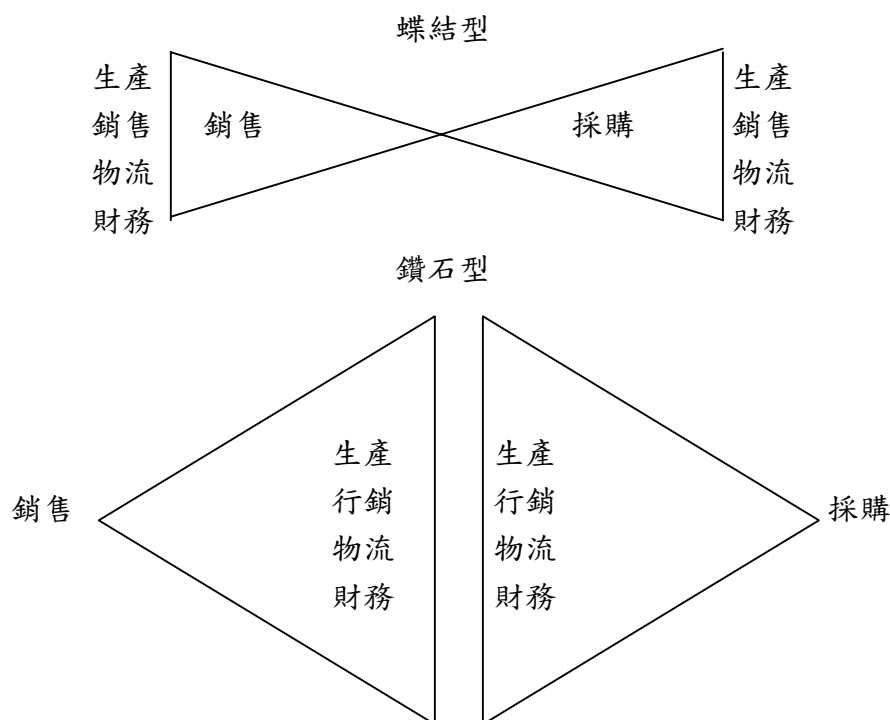 蝶結型
生產 生產
銷售 銷售 採購 銷售
物流 物流
財務 財務
鑽石型
生產 生產
行銷 行銷
銷售 採購
物流 物流
財務 財務